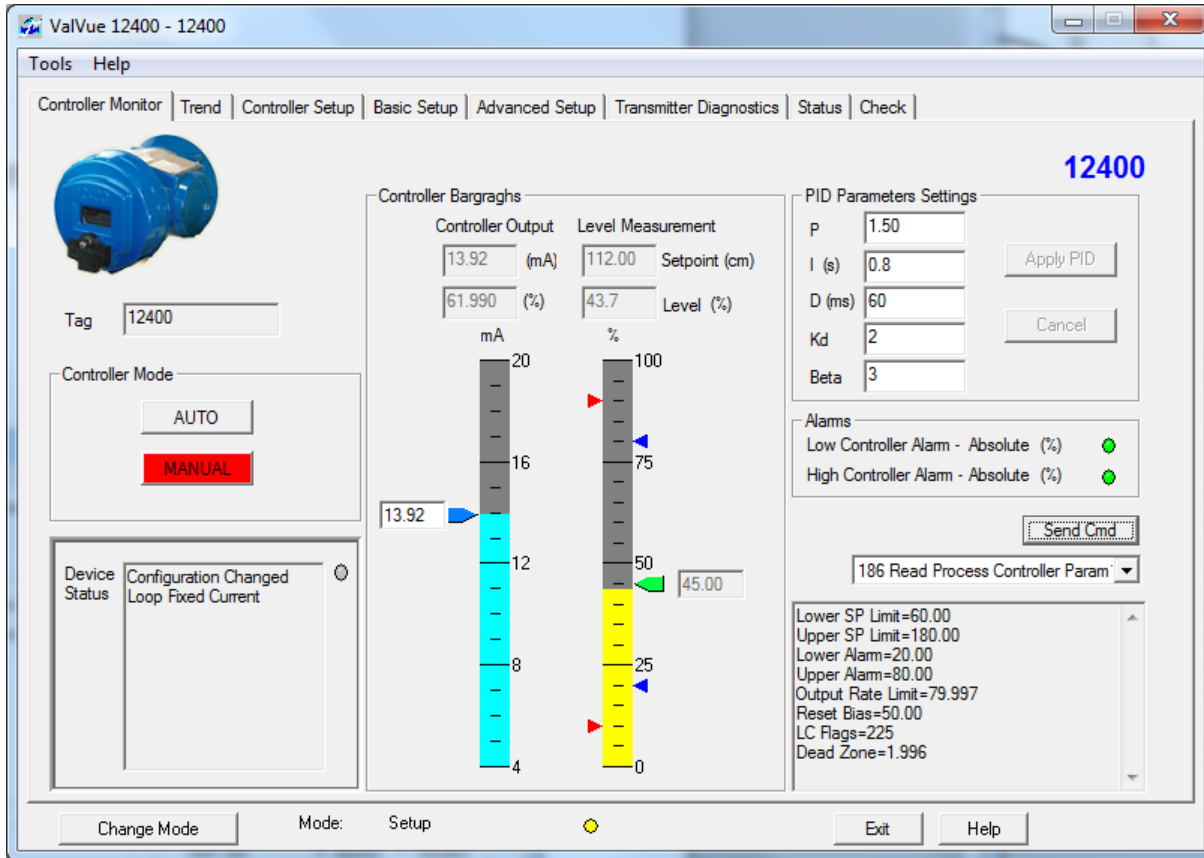 ValVue 12400 - 12400
Tools Help
Controller Monitor Trend Controller Setup Basic Setup Advanced Setup Transmitter Diagnostics Status Check
12400
Tag 12400
Controller Mode
AUTO
MANUAL
Device Status
Configuration Changed
Loop Fixed Current
Controller Bargraghs
Controller Output Level Measurement
13.92 (mA) 112.00 Setpoint (cm)
61.990 (%) 43.7 Level (%)
mA %
20 100
16 75
13.92
12 50
45.00
8 25
4 0
PID Parameters Settings
P 1.50
I (s) 0.8
D (ms) 60
Kd 2
Beta 3
Apply PID
Cancel
Alarms
Low Controller Alarm - Absolute (%)
High Controller Alarm - Absolute (%)
Send Cmd
186 Read Process Controller Param
Lower SP Limit=60.00
Upper SP Limit=180.00
Lower Alarm=20.00
Upper Alarm=80.00
Output Rate Limit=79.997
Reset Bias=50.00
LC Flags=225
Dead Zone=1.996
Change Mode Mode: Setup Exit Help